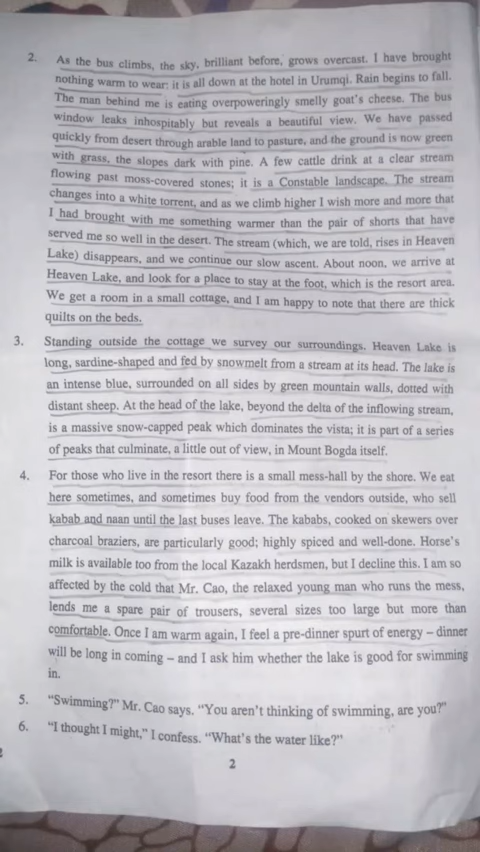 2. As the bus climbs, the sky, brilliant before, grows overcast. I have brought
nothing warm to wear: it is all down at the hotel in Urumqi. Rain begins to fall.
The man behind me is eating overpoweringly smelly goat's cheese. The bus
window leaks inhospitably but reveals a beautiful view. We have passed
quickly from desert through arable land to pasture, and the ground is now green
with grass, the slopes dark with pine. A few cattle drink at a clear stream
flowing past moss-covered stones; it is a Constable landscape. The stream
changes into a white torrent, and as we climb higher I wish more and more that
I had brought with me something warmer than the pair of shorts that have
served me so well in the desert. The stream (which, we are told, rises in Heaven
Lake) disappears, and we continue our slow ascent. About noon, we arrive at
Heaven Lake, and look for a place to stay at the foot, which is the resort area.
We get a room in a small cottage, and I am happy to note that there are thick
quilts on the beds.
3. Standing outside the cottage we survey our surroundings. Heaven Lake is
long, sardine-shaped and fed by snowmelt from a stream at its head. The lake is
an intense blue, surrounded on all sides by green mountain walls, dotted with
distant sheep. At the head of the lake, beyond the delta of the inflowing stream,
is a massive snow-capped peak which dominates the vista; it is part of a series
of peaks that culminate, a little out of view, in Mount Bogda itself.
4. For those who live in the resort there is a small mess-hall by the shore. We eat
here sometimes, and sometimes buy food from the vendors outside, who sell
kabab and naan until the last buses leave. The kababs, cooked on skewers over
charcoal braziers, are particularly good; highly spiced and well-done. Horse's
milk is available too from the local Kazakh herdsmen, but I decline this. I am so
affected by the cold that Mr. Cao, the relaxed young man who runs the mess,
lends me a spare pair of trousers, several sizes too large but more than
comfortable. Once I am warm again, I feel a pre-dinner spurt of energy – dinner
will be long in coming – and I ask him whether the lake is good for swimming
in.
5. "Swimming?" Mr. Cao says. "You aren't thinking of swimming, are you?"
6. "I thought I might," I confess. "What's the water like?"
2